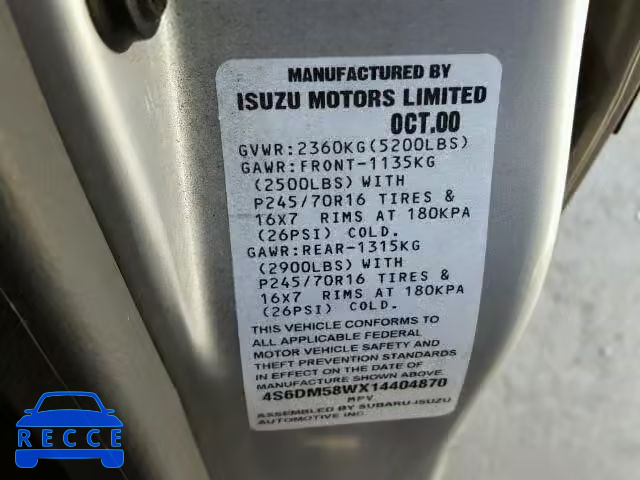 MANUFACTURED BY
ISUZU MOTORS LIMITED
OCT.00
GVWR:2360KG(5200LBS)
GAWR:FRONT-1135KG
(2500LBS) WITH
P245/70R16 TIRES &
16X7 RIMS AT 180KPA
(26PSI) COLD.
GAWR:REAR-1315KG
(2900LBS) WITH
P245/70R16 TIRES &
16X7 RIMS AT 180KPA
(26PSI) COLD.
THIS VEHICLE CONFORMS TO
ALL APPLICABLE FEDERAL
MOTOR VEHICLE SAFETY AND
THEFT PREVENTION STANDARDS
IN EFFECT ON THE DATE OF
MANUFACTURE SHOWN ABOVE.
4S6DM58WX14404870
MPV
ASSEMBLED BY SUBARU-ISUZU
AUTOMOTIVE INC.
RECCE